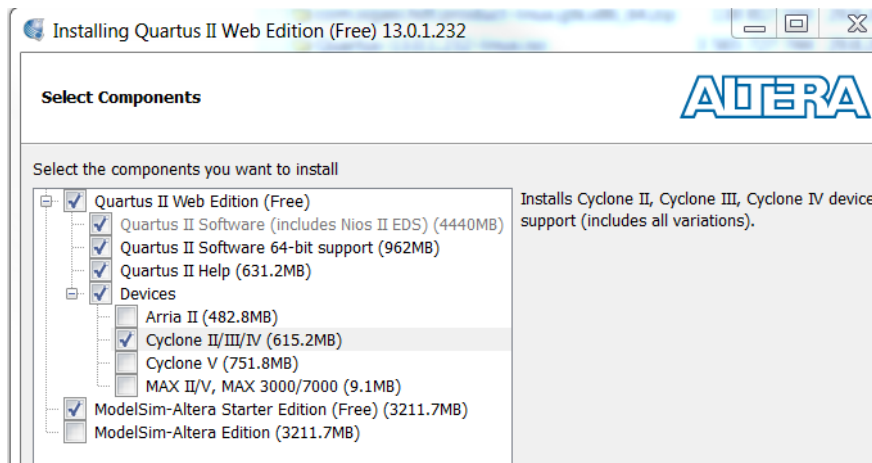 Installing Quartus II Web Edition (Free) 13.0.1.232
Select Components
ALTERA
Select the components you want to install
Quartus II Web Edition (Free)
Quartus II Software (includes Nios II EDS) (4440MB)
Quartus II Software 64-bit support (962MB)
Quartus II Help (631.2MB)
Devices
Arria II (482.8MB)
Cyclone II/III/IV (615.2MB)
Cyclone V (751.8MB)
MAX II/V, MAX 3000/7000 (9.1MB)
ModelSim-Altera Starter Edition (Free) (3211.7MB)
ModelSim-Altera Edition (3211.7MB)
Installs Cyclone II, Cyclone III, Cyclone IV device
support (includes all variations).